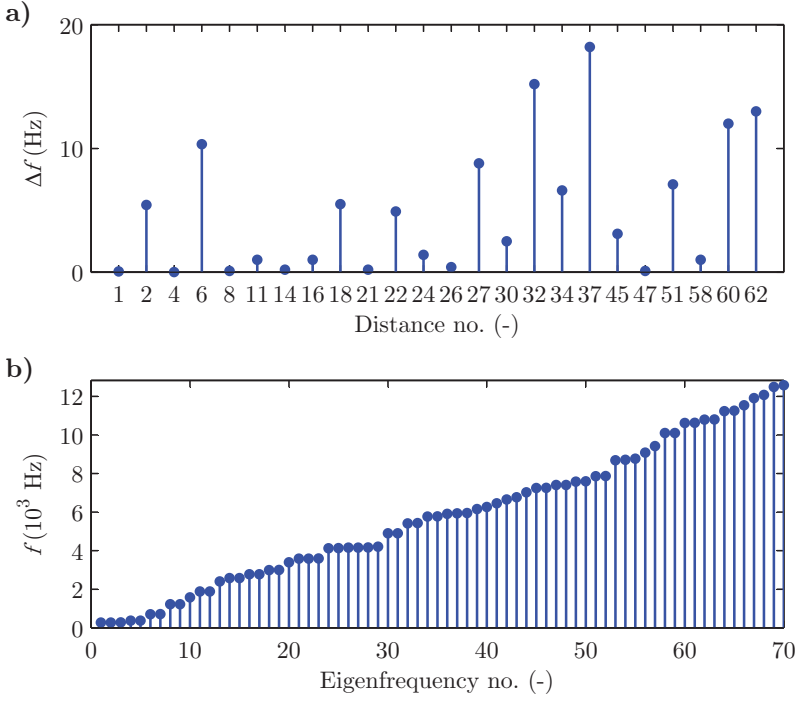 a)
20
10
0
Δf (Hz)
1 2 4 6 8 11 14 16 18 21 22 24 26 27 30 32 34 37 45 47 51 58 60 62
Distance no. (-)
b)
12
10
8
6
4
2
0
f (10³ Hz)
0 10 20 30 40 50 60 70
Eigenfrequency no. (-)